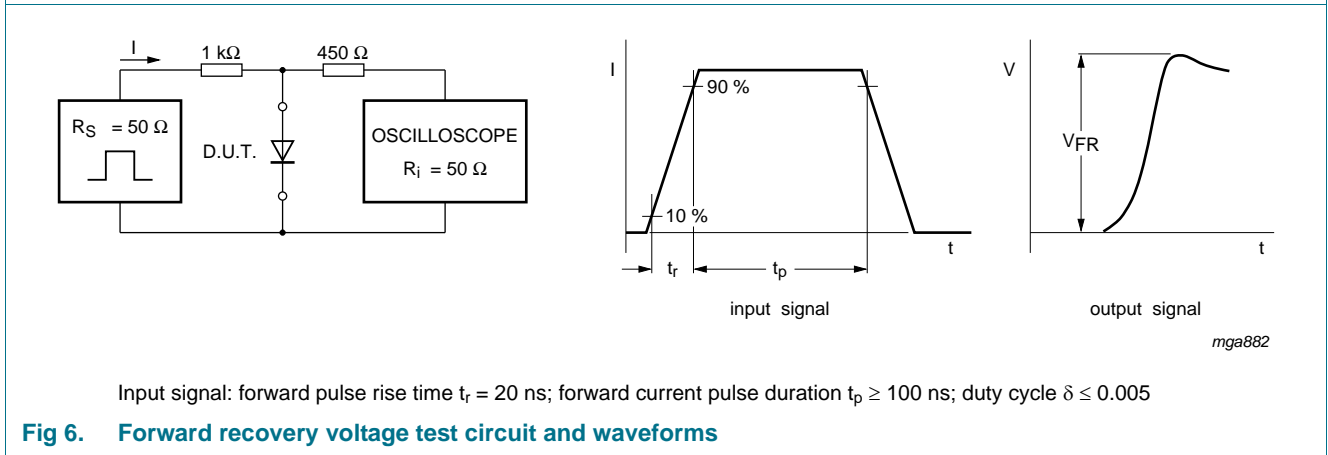 I
1 kΩ
450 Ω
R_S = 50 Ω
D.U.T.
OSCILLOSCOPE
R_i = 50 Ω
I
90 %
10 %
t
t_r
t_p
input signal
V
V_FR
t
output signal
mga882
Input signal: forward pulse rise time t_r = 20 ns; forward current pulse duration t_p ≥ 100 ns; duty cycle δ ≤ 0.005
Fig 6. Forward recovery voltage test circuit and waveforms